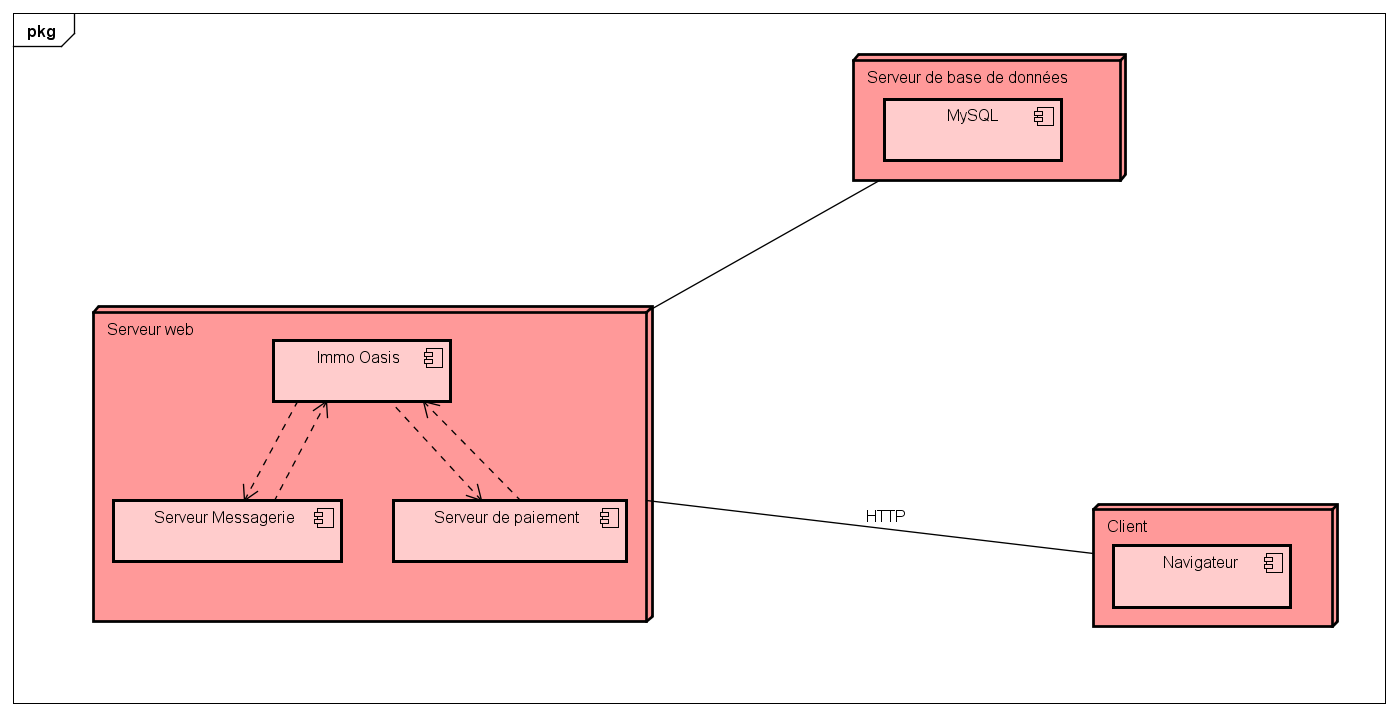 pkg
Serveur de base de données
MySQL
Serveur web
Immo Oasis
Serveur Messagerie
Serveur de paiement
HTTP
Client
Navigateur